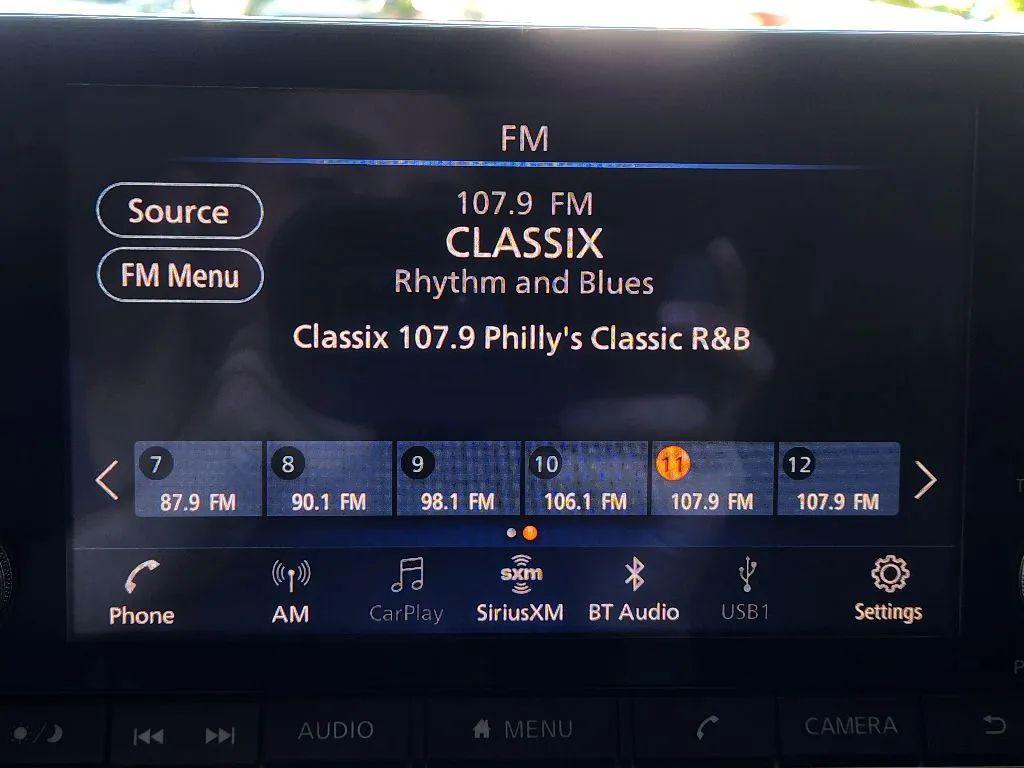 FM
Source
107.9 FM
CLASSIX
FM Menu
Rhythm and Blues
Classix 107.9 Philly's Classic R&B
7 8 9 10 11 12
87.9 FM 90.1 FM 98.1 FM 106.1 FM 107.9 FM 107.9 FM
sxm
Phone AM CarPlay SiriusXM BT Audio USB1 Settings
AUDIO MENU CAMERA